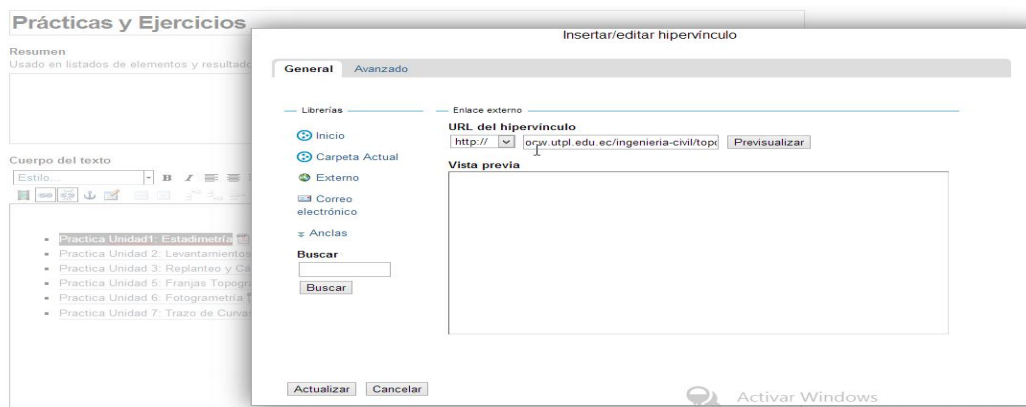 Prácticas y Ejercicios
Resumen
Usado en listados de elementos y resultado
Cuerpo del texto
Estilo...
B I
Practica Unidad1: Estadimetría
Practica Unidad 2: Levantamientos
Practica Unidad 3: Replanteo y Cá
Practica Unidad 5: Franjas Topogra
Practica Unidad 6: Fotogrametría
Practica Unidad 7: Trazo de Curvas
Insertar/editar hipervínculo
General Avanzado
Librerías
Inicio
Carpeta Actual
Externo
Correo
electrónico
Anclas
Buscar
Buscar
Enlace externo
URL del hipervínculo
http:// ocw.utpl.edu.ec/ingenieria-civil/topo Previsualizar
Vista previa
Actualizar Cancelar
Activar Windows